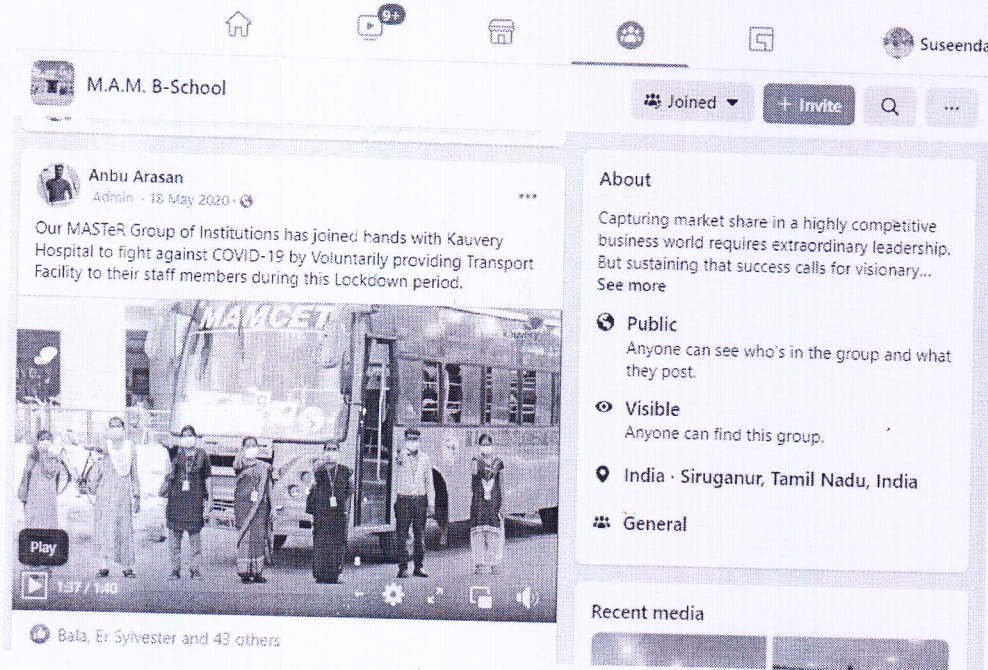 9+
Suseenda
M.A.M. B-School
Joined
+ Invite
Anbu Arasan
Admin · 18 May 2020 ·
Our MASTeR Group of Institutions has joined hands with Kauvery
Hospital to fight against COVID-19 by Voluntarily providing Transport
Facility to their staff members during this Lockdown period.
MAMCET
kauvery
Play
1:37 / 1:40
Bala, Er Sylvester and 43 others
About
Capturing market share in a highly competitive
business world requires extraordinary leadership.
But sustaining that success calls for visionary...
See more
Public
Anyone can see who's in the group and what
they post.
Visible
Anyone can find this group.
India · Siruganur, Tamil Nadu, India
General
Recent media